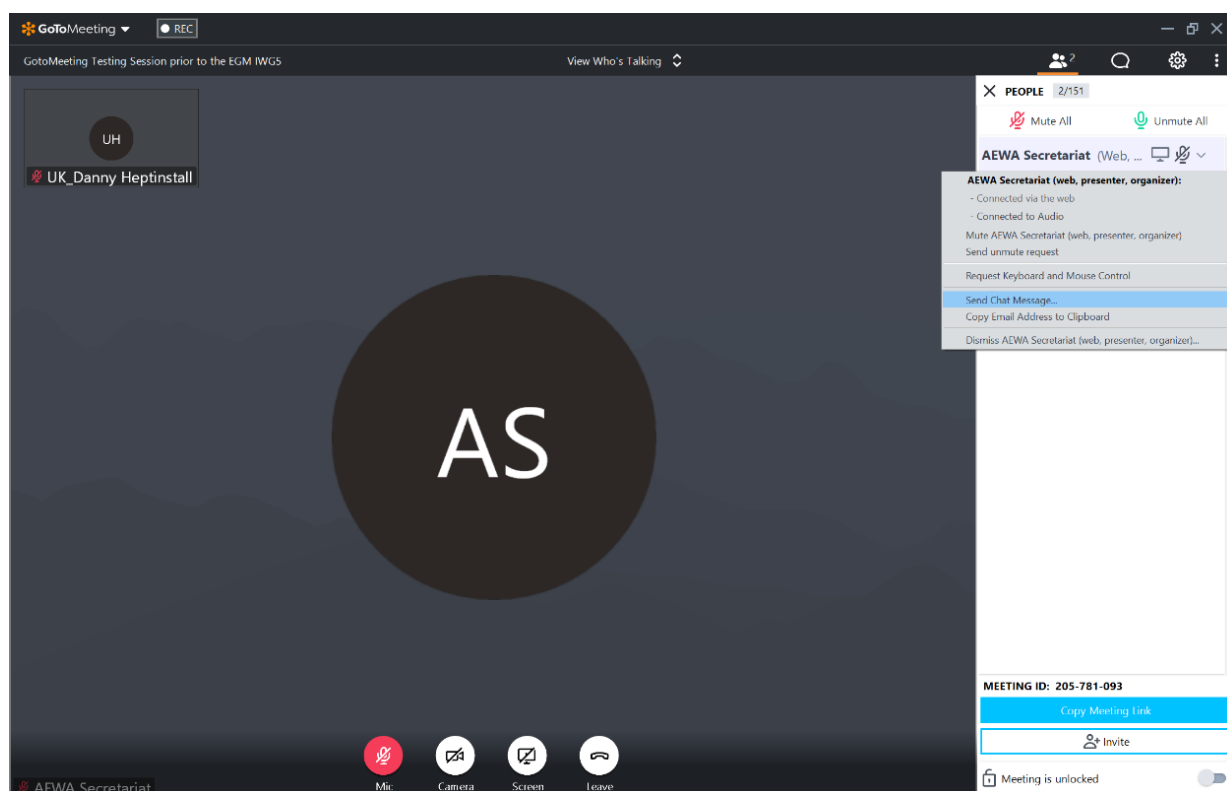 GoToMeeting
REC
GotoMeeting Testing Session prior to the EGM IWG5
View Who's Talking
2
PEOPLE 2/151
Mute All
Unmute All
UH
UK_Danny Heptinstall
AEWA Secretariat (Web, ...
AEWA Secretariat (web, presenter, organizer):
- Connected via the web
- Connected to Audio
Mute AEWA Secretariat (web, presenter, organizer)
Send unmute request
Request Keyboard and Mouse Control
Send Chat Message...
Copy Email Address to Clipboard
Dismiss AEWA Secretariat (web, presenter, organizer)...
AS
MEETING ID: 205-781-093
Copy Meeting Link
Invite
Meeting is unlocked
Mic
Camera
Screen
Leave
AEWA Secretariat